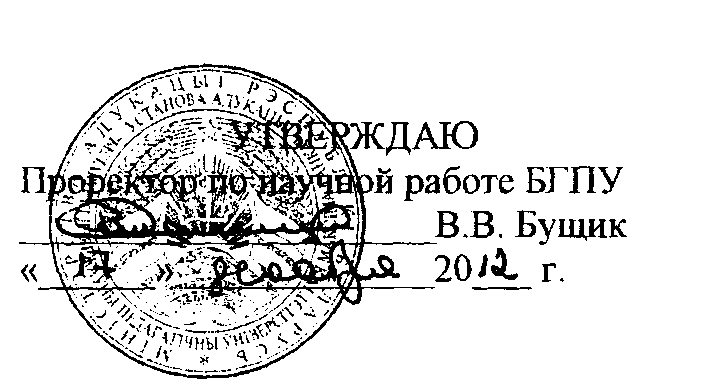 УТВЕРЖДАЮ
Проректор по научной работе БГПУ
В.В. Бущик
« 17 » декабря 2012 г.